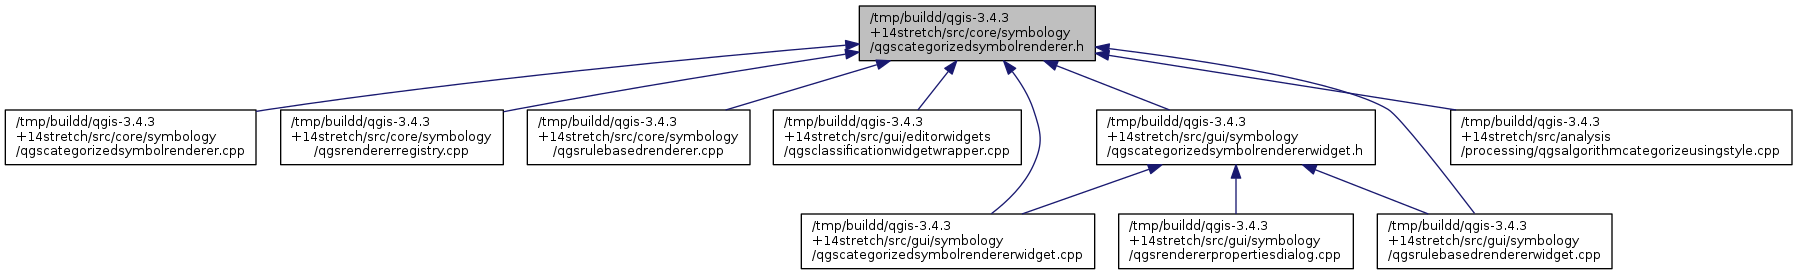 /tmp/buildd/qgis-3.4.3
+14stretch/src/core/symbology
/qgscategorizedsymbolrenderer.h
/tmp/buildd/qgis-3.4.3
+14stretch/src/core/symbology
/qgscategorizedsymbolrenderer.cpp
/tmp/buildd/qgis-3.4.3
+14stretch/src/core/symbology
/qgsrendererregistry.cpp
/tmp/buildd/qgis-3.4.3
+14stretch/src/core/symbology
/qgsrulebasedrenderer.cpp
/tmp/buildd/qgis-3.4.3
+14stretch/src/gui/editorwidgets
/qgsclassificationwidgetwrapper.cpp
/tmp/buildd/qgis-3.4.3
+14stretch/src/gui/symbology
/qgscategorizedsymbolrendererwidget.h
/tmp/buildd/qgis-3.4.3
+14stretch/src/analysis
/processing/qgsalgorithmcategorizeusingstyle.cpp
/tmp/buildd/qgis-3.4.3
+14stretch/src/gui/symbology
/qgscategorizedsymbolrendererwidget.cpp
/tmp/buildd/qgis-3.4.3
+14stretch/src/gui/symbology
/qgsrendererpropertiesdialog.cpp
/tmp/buildd/qgis-3.4.3
+14stretch/src/gui/symbology
/qgsrulebasedrendererwidget.cpp